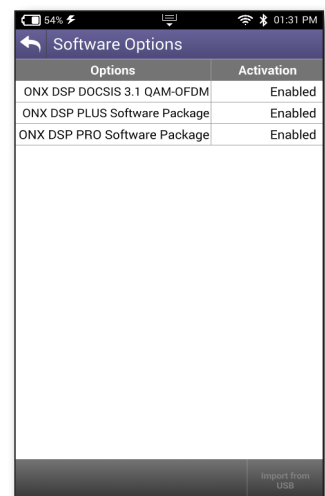 54% 01:31 PM
Software Options
Options Activation
ONX DSP DOCSIS 3.1 QAM-OFDM Enabled
ONX DSP PLUS Software Package Enabled
ONX DSP PRO Software Package Enabled
Import from
USB